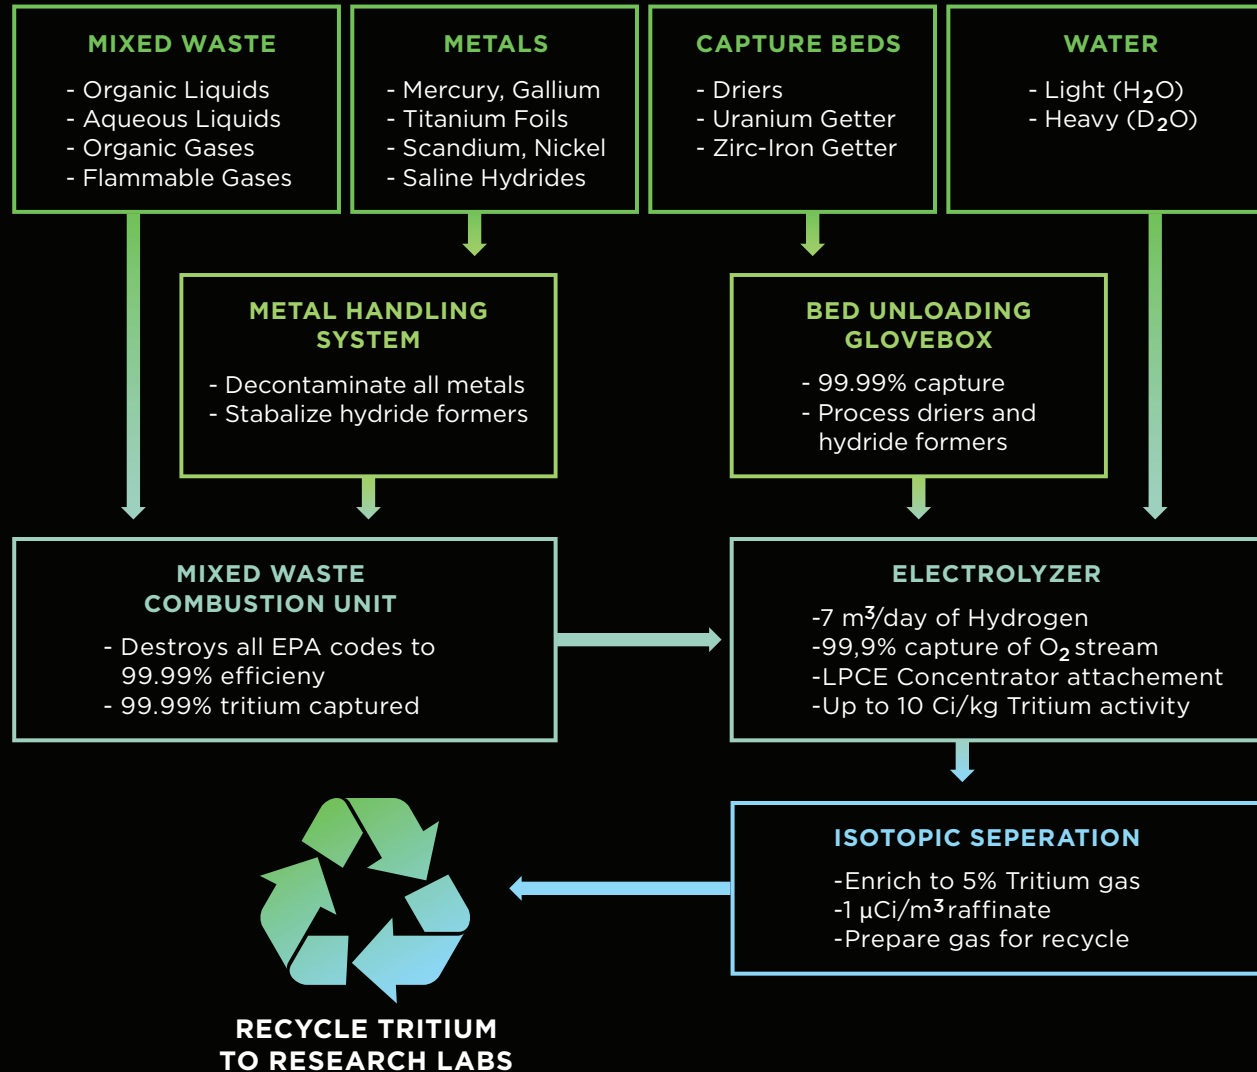 MIXED WASTE
- Organic Liquids
- Aqueous Liquids
- Organic Gases
- Flammable Gases
METALS
- Mercury, Gallium
- Titanium Foils
- Scandium, Nickel
- Saline Hydrides
CAPTURE BEDS
- Driers
- Uranium Getter
- Zirc-Iron Getter
WATER
- Light (H₂O)
- Heavy (D₂O)
METAL HANDLING
SYSTEM
- Decontaminate all metals
- Stabalize hydride formers
BED UNLOADING
GLOVEBOX
- 99.99% capture
- Process driers and
hydride formers
MIXED WASTE
COMBUSTION UNIT
- Destroys all EPA codes to
99.99% efficieny
- 99.99% tritium captured
ELECTROLYZER
-7 m³/day of Hydrogen
-99,9% capture of O₂ stream
-LPCE Concentrator attachement
-Up to 10 Ci/kg Tritium activity
ISOTOPIC SEPERATION
-Enrich to 5% Tritium gas
-1 µCi/m³ raffinate
-Prepare gas for recycle
RECYCLE TRITIUM
TO RESEARCH LABS